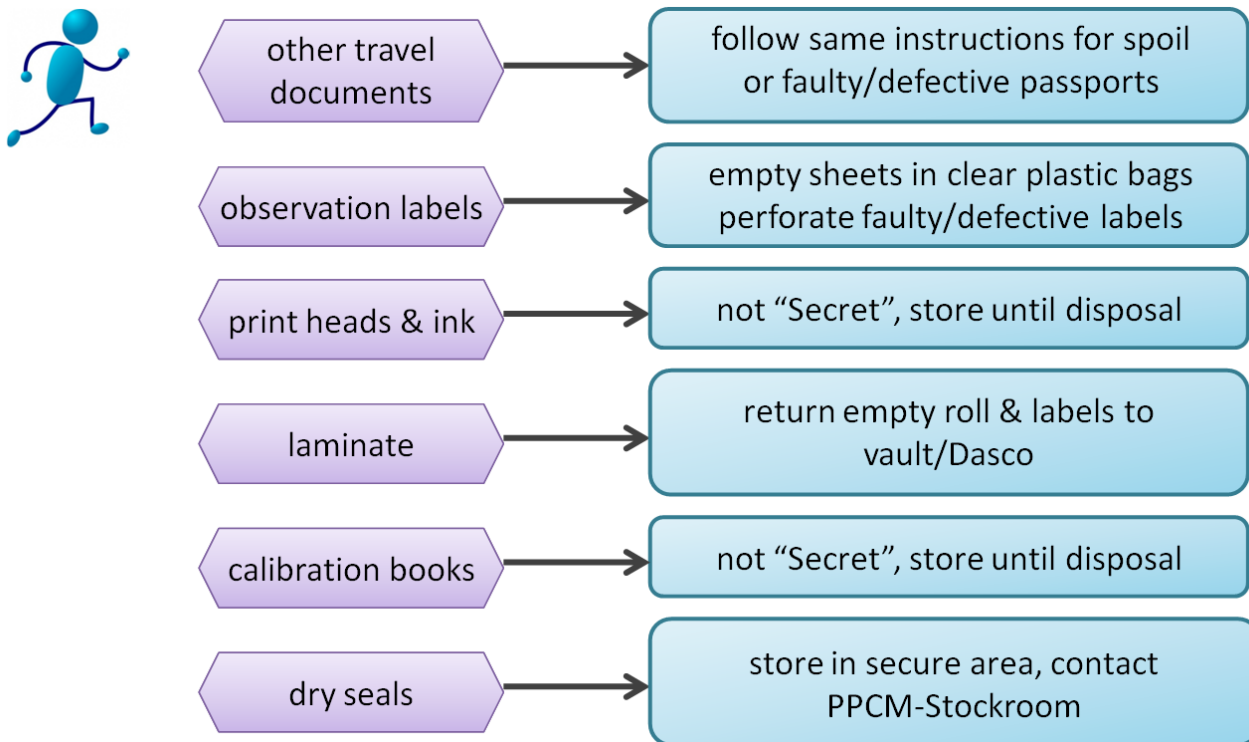 other travel
documents
follow same instructions for spoil
or faulty/defective passports
observation labels
empty sheets in clear plastic bags
perforate faulty/defective labels
print heads & ink
not “Secret”, store until disposal
laminate
return empty roll & labels to
vault/Dasco
calibration books
not “Secret”, store until disposal
dry seals
store in secure area, contact
PPCM-Stockroom